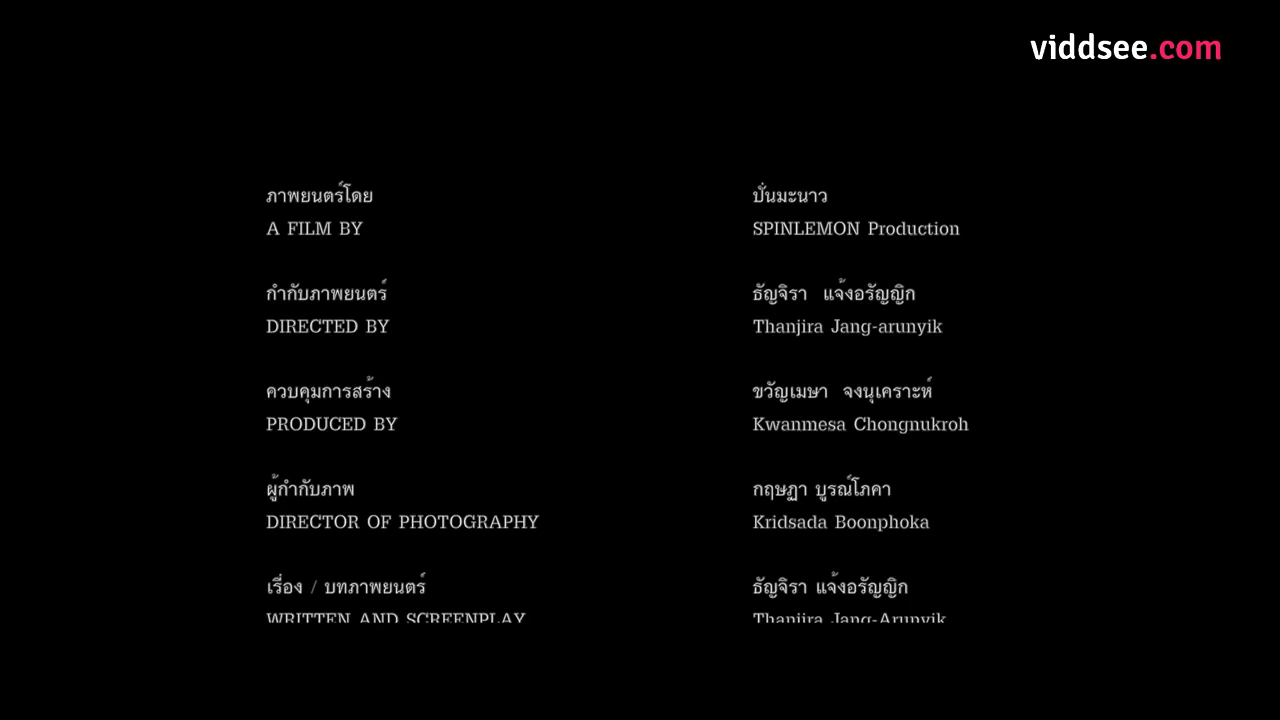 viddsee.com
ภาพยนตร์โดย ปั่นมะนาว
A FILM BY SPINLEMON Production
กำกับภาพยนตร์ ธัญจิรา แจ้งอรัญญิก
DIRECTED BY Thanjira Jang-arunyik
ควบคุมการสร้าง ขวัญเมษา จงนุเคราะห์
PRODUCED BY Kwanmesa Chongnukroh
ผู้กำกับภาพ กฤษฏา บูรณ์โภคา
DIRECTOR OF PHOTOGRAPHY Kridsada Boonphoka
เรื่อง / บทภาพยนตร์ ธัญจิรา แจ้งอรัญญิก
WRITTEN AND SCREENPLAY Thanjira Jang-Arunyik